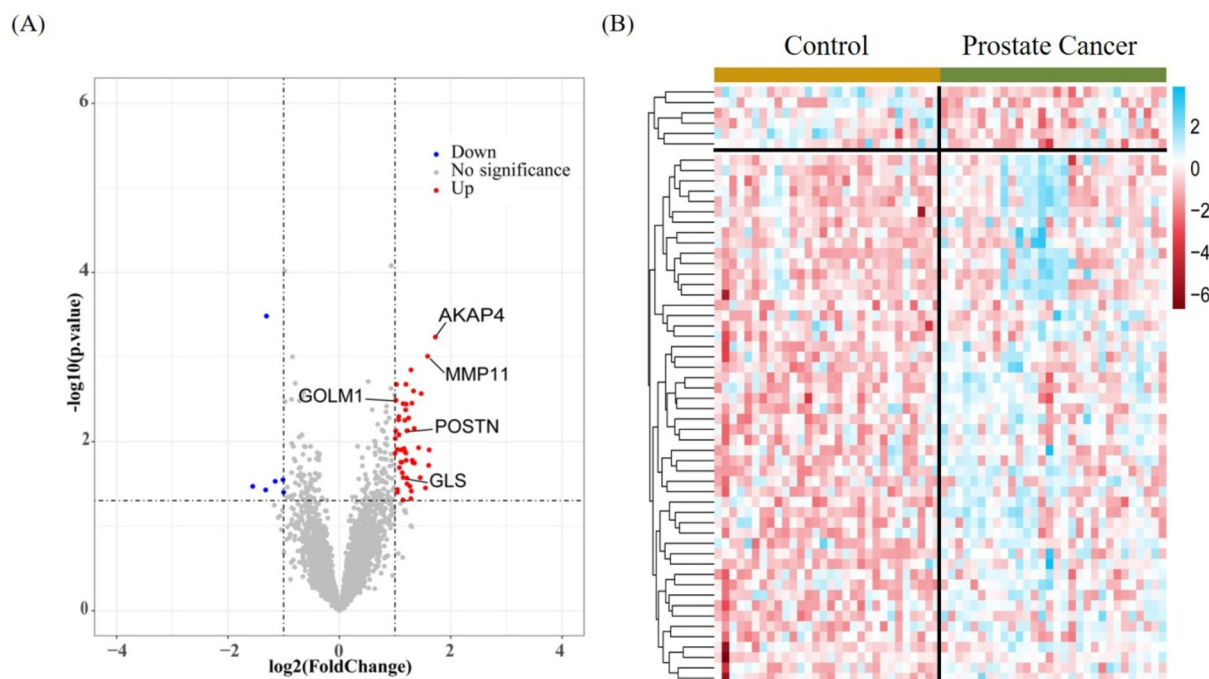 (A)
(B)
Control
Prostate Cancer
6
4
2
0
-log10(p.value)
Down
No significance
Up
AKAP4
MMP11
GOLM1
POSTN
GLS
−4
−2
0
2
4
log2(FoldChange)
2
0
−2
−4
−6